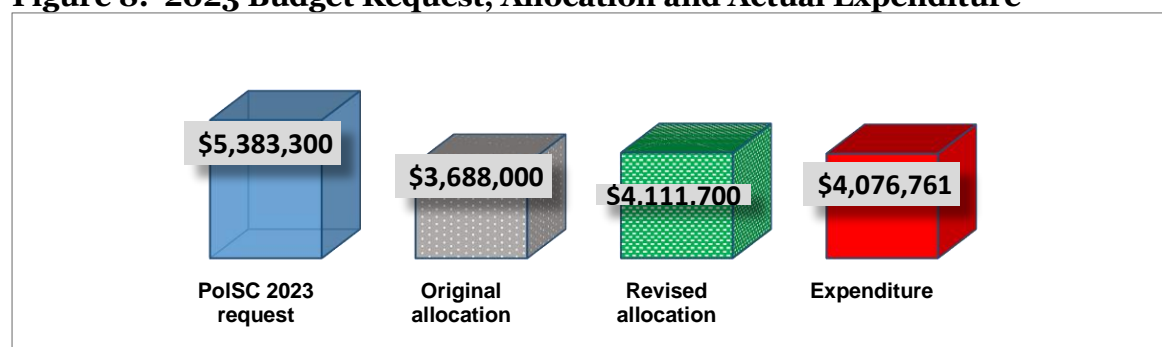 Figure 8: 2023 Budget Request, Allocation and Actual Expenditure
$5,383,300
$3,688,000
$4,111,700
$4,076,761
PolSC 2023
request
Original
allocation
Revised
allocation
Expenditure